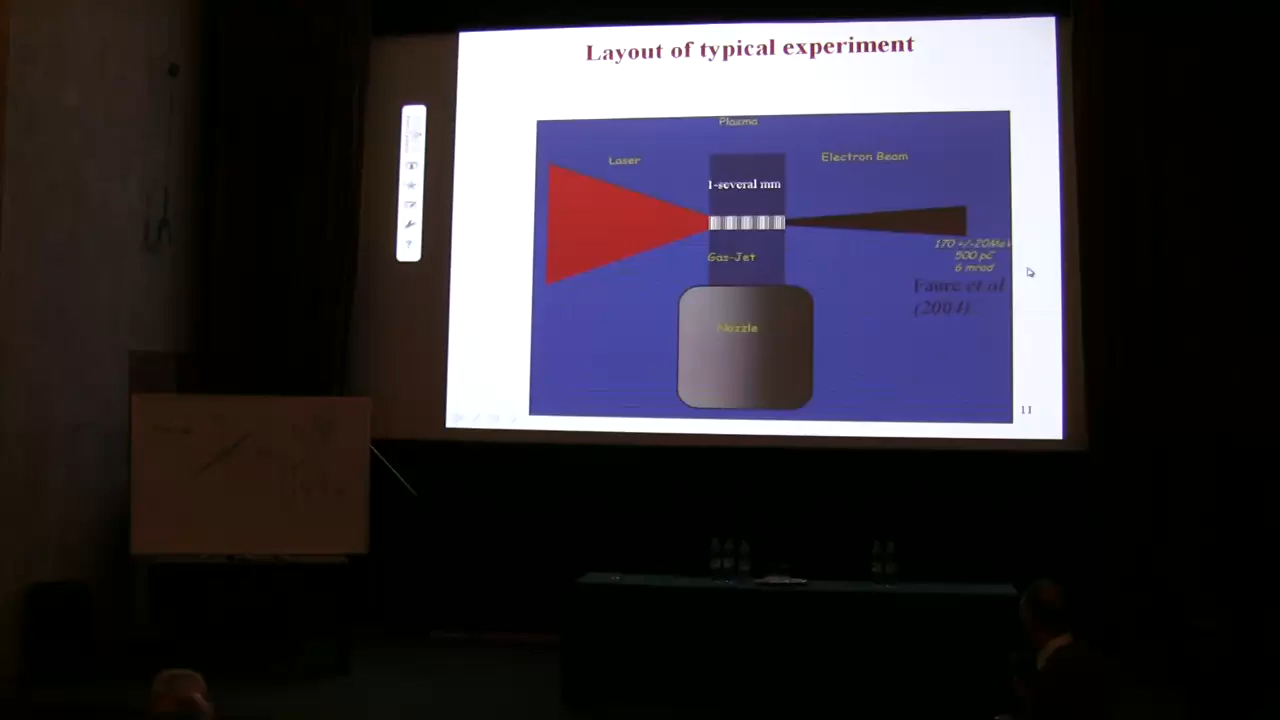 Layout of typical experiment
Plasma
Laser
Electron Beam
1-several mm
170 +/-20MeV
500 pC
6 mrad
Gas-Jet
Faure et al
(2004)
Nozzle
11